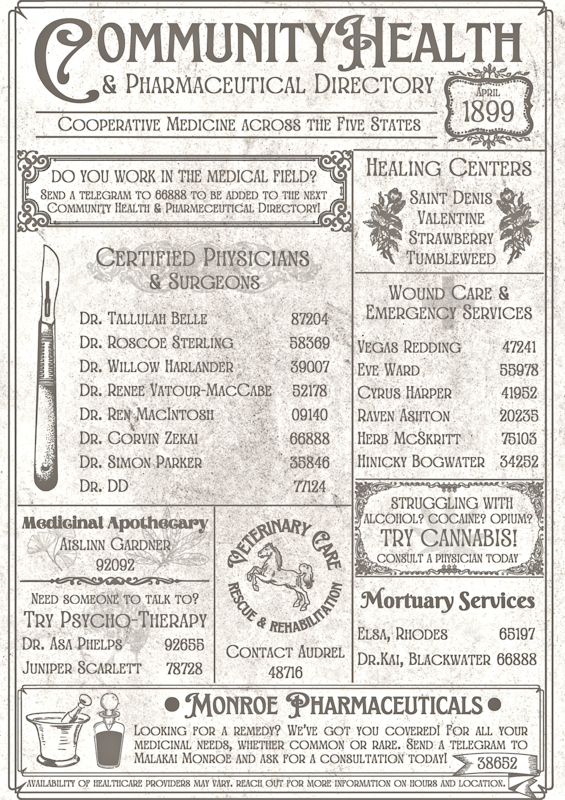 Community Health
& Pharmaceutical Directory
April
1899
Cooperative Medicine across the Five States
Do you work in the medical field?
Send a telegram to 66888 to be added to the next
Community Health & Pharmeceutical Directory!
Healing Centers
Saint Denis
Valentine
Strawberry
Tumbleweed
Certified Physicians
& Surgeons
Dr. Tallulah Belle 87204
Dr. Roscoe Sterling 58369
Dr. Willow Harlander 39007
Dr. Renee Vatour-MacCabe 52178
Dr. Ren MacIntosh 09140
Dr. Corvin Zekai 66888
Dr. Simon Parker 35846
Dr. DD 77124
Wound Care &
Emergency Services
Vegas Redding 47241
Eve Ward 55978
Cyrus Harper 41952
Raven Ashton 20235
Herb McSkritt 75103
Hinicky Bogwater 34252
Struggling with
alcohol? cocaine? opium?
Try Cannabis!
Consult a physician today
Medicinal Apothecary
Aislinn Gardner
92092
Need someone to talk to?
Try Psycho-Therapy
Dr. Asa Phelps 92655
Juniper Scarlett 78728
Veterinary Care
Rescue & Rehabilitation
Contact Audrel
48716
Mortuary Services
Elsa, Rhodes 65197
Dr.Kai, Blackwater 66888
Monroe Pharmaceuticals
Looking for a remedy? We've got you covered! For all your
medicinal needs, whether common or rare. Send a telegram to
Malakai Monroe and ask for a consultation today!
38652
Availability of healthcare providers may vary. Reach out for more information on hours and location.